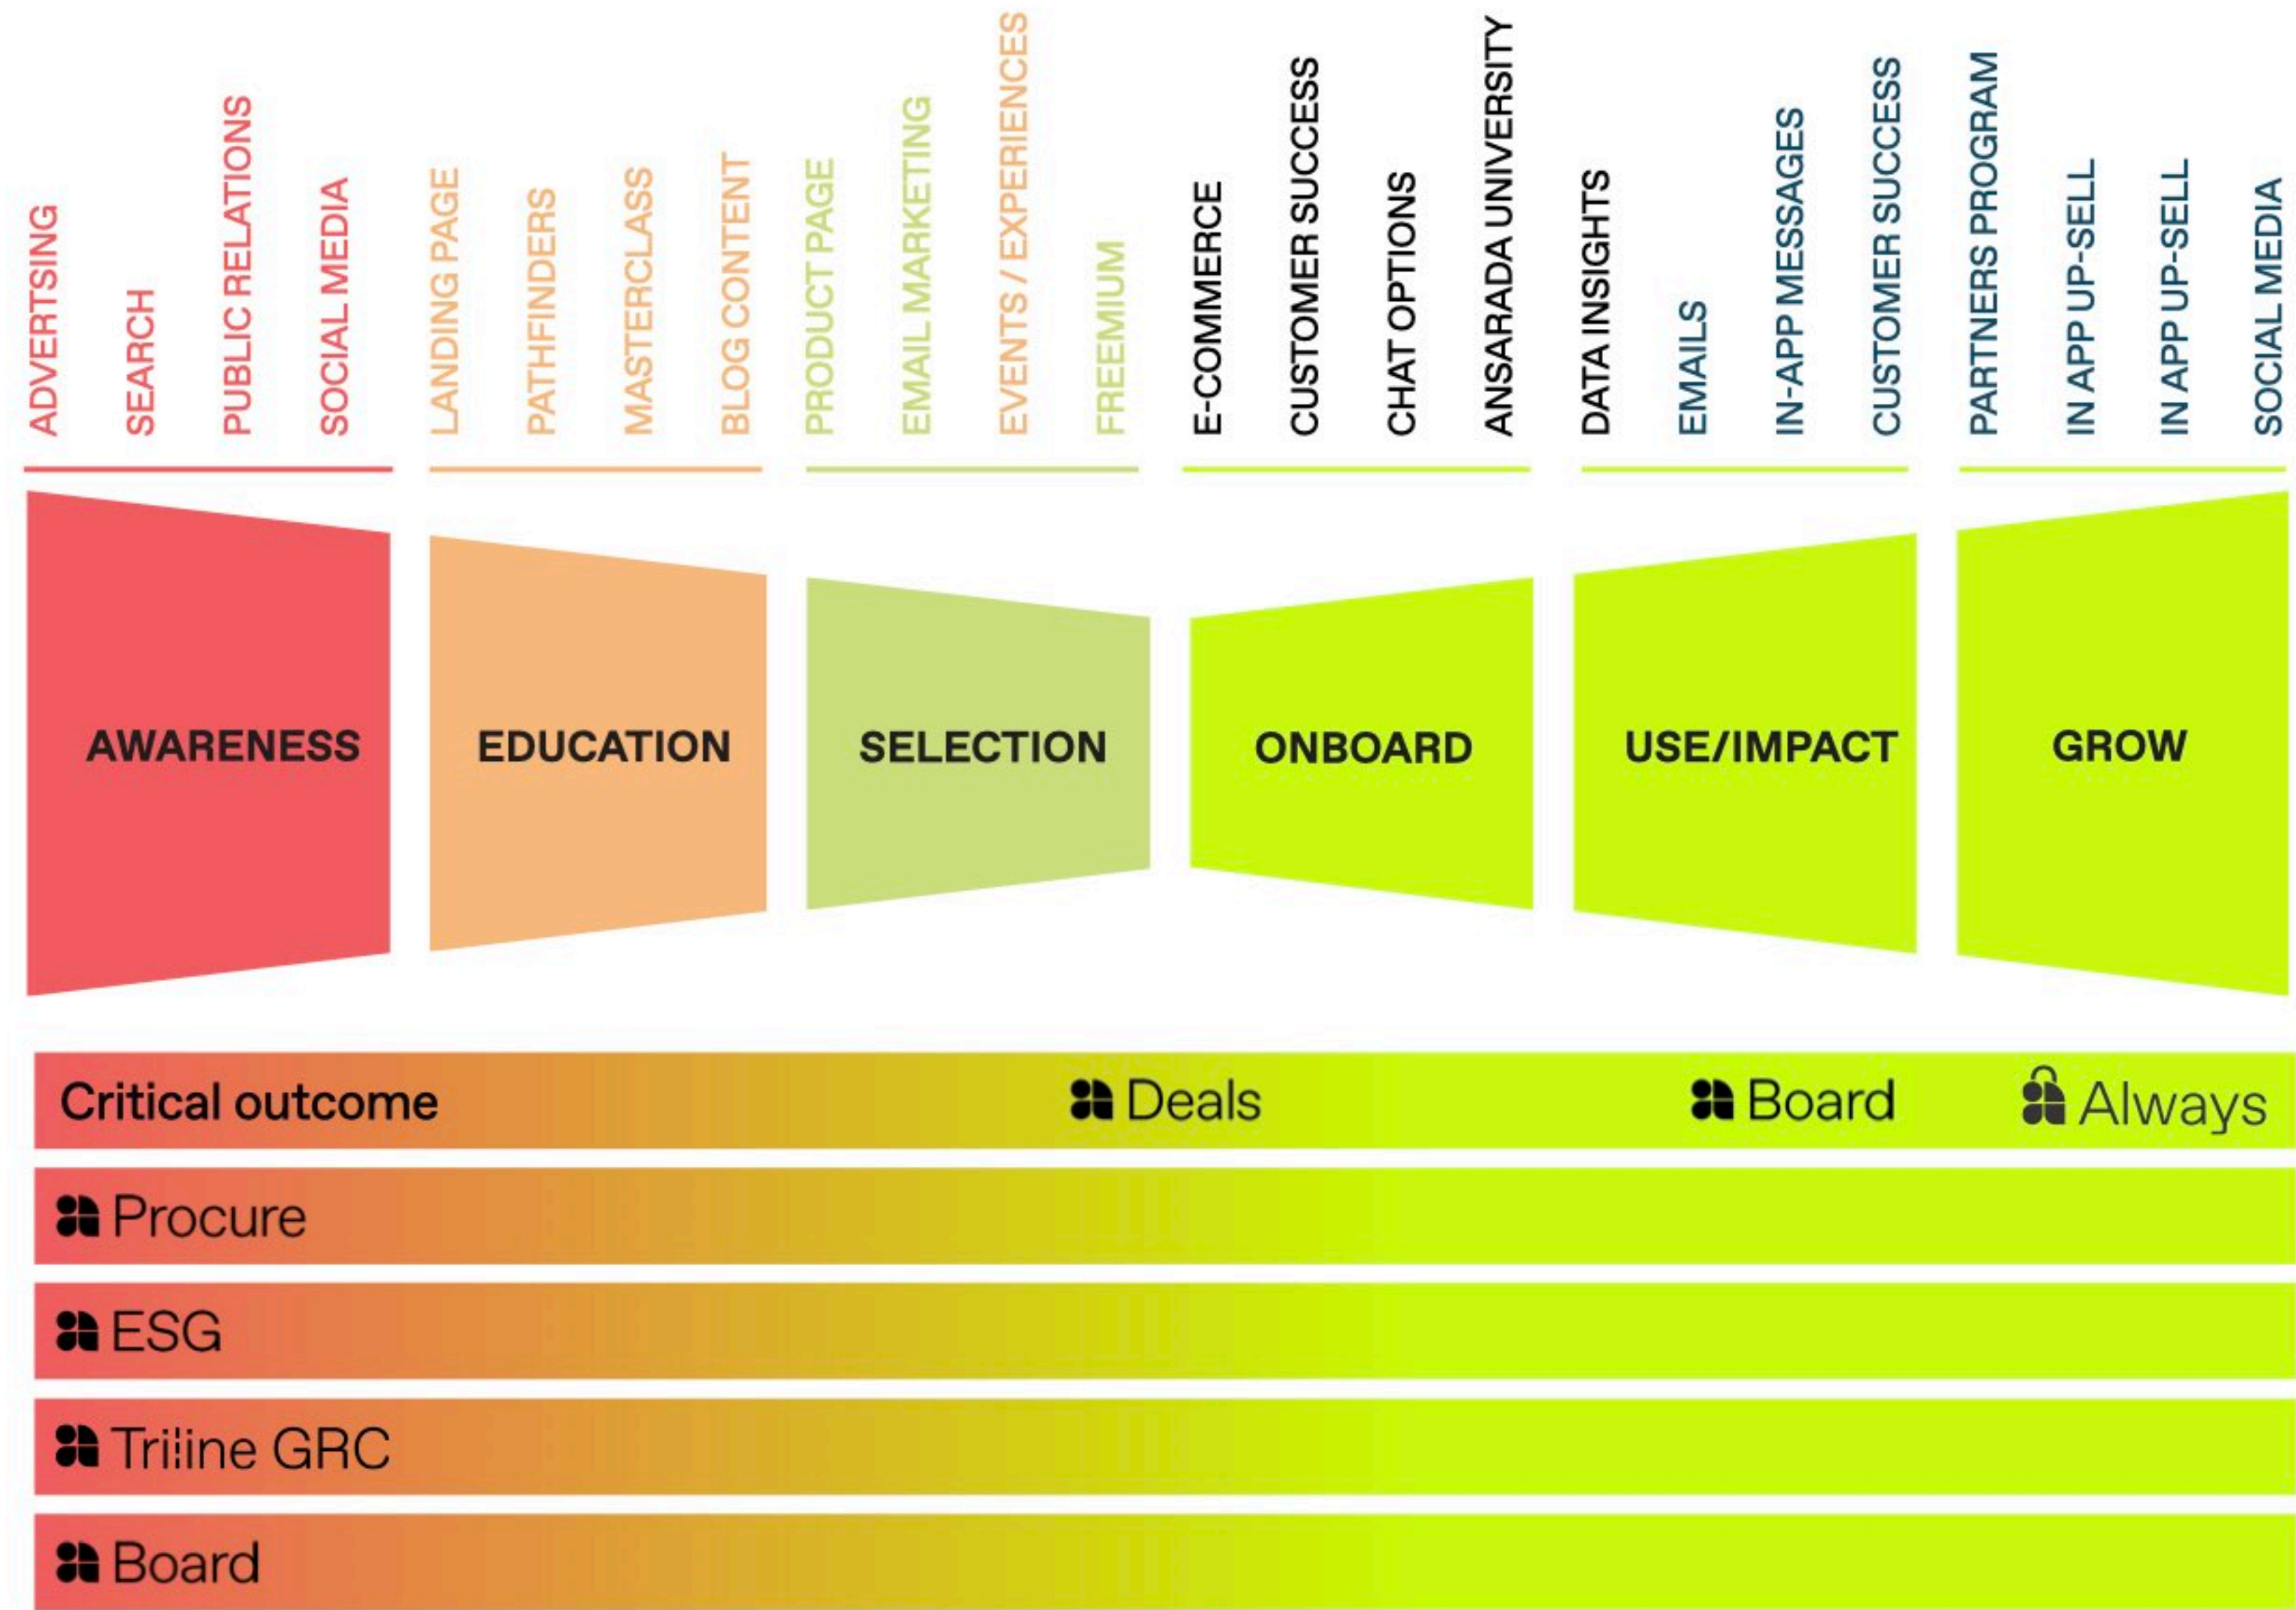 ADVERTSING
SEARCH
PUBLIC RELATIONS
SOCIAL MEDIA
LANDING PAGE
PATHFINDERS
MASTERCLASS
BLOG CONTENT
PRODUCT PAGE
EMAIL MARKETING
EVENTS / EXPERIENCES
FREEMIUM
E-COMMERCE
CUSTOMER SUCCESS
CHAT OPTIONS
ANSARADA UNIVERSITY
DATA INSIGHTS
EMAILS
IN-APP MESSAGES
CUSTOMER SUCCESS
PARTNERS PROGRAM
IN APP UP-SELL
IN APP UP-SELL
SOCIAL MEDIA
AWARENESS
EDUCATION
SELECTION
ONBOARD
USE/IMPACT
GROW
Critical outcome
Deals
Board
Always
Procure
ESG
Triline GRC
Board